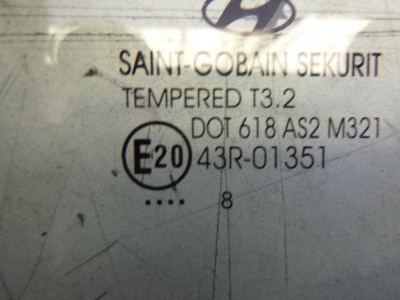 SAINT-GOBAIN SEKURIT
TEMPERED T3.2
DOT 618 AS2 M321
E20 43R-01351
.... 8